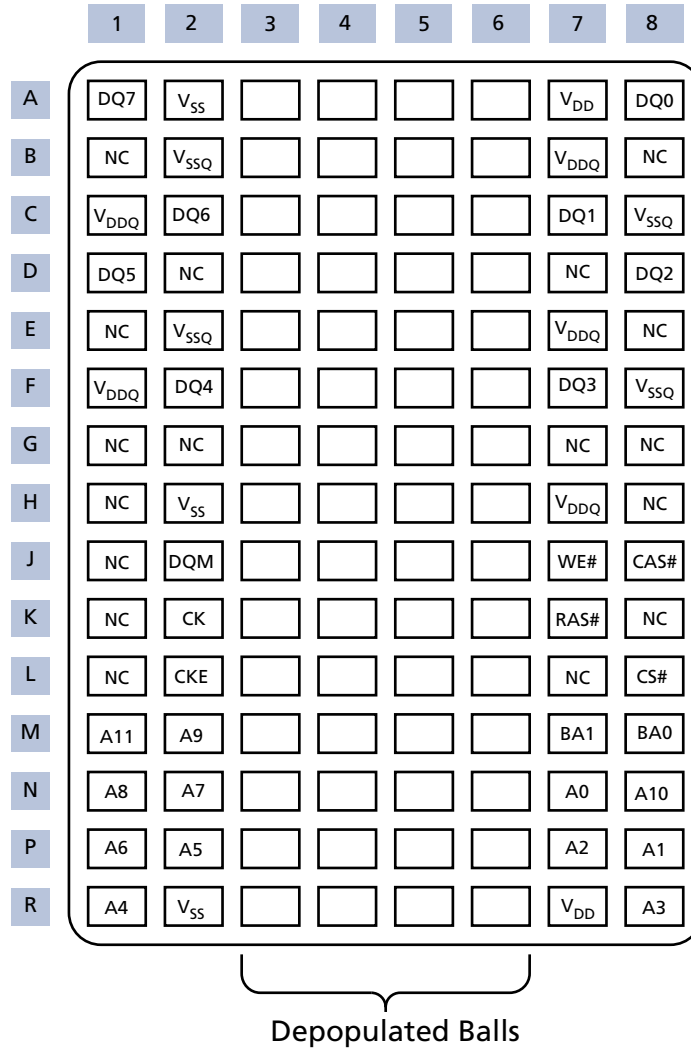 1 2 3 4 5 6 7 8
A DQ7 VSS VDD DQ0
B NC VSSQ VDDQ NC
C VDDQ DQ6 DQ1 VSSQ
D DQ5 NC NC DQ2
E NC VSSQ VDDQ NC
F VDDQ DQ4 DQ3 VSSQ
G NC NC NC NC
H NC VSS VDDQ NC
J NC DQM WE# CAS#
K NC CK RAS# NC
L NC CKE NC CS#
M A11 A9 BA1 BA0
N A8 A7 A0 A10
P A6 A5 A2 A1
R A4 VSS VDD A3
Depopulated Balls